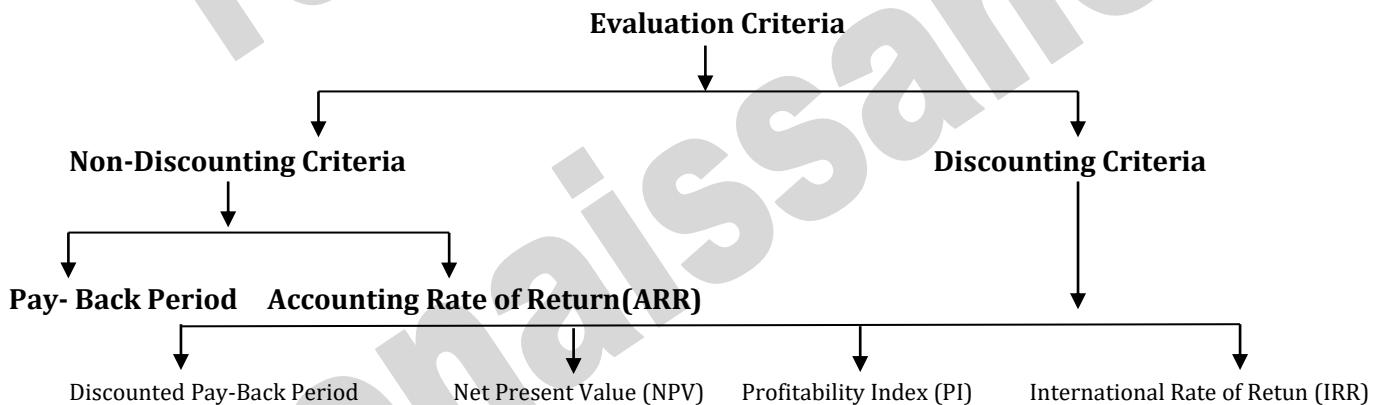 Evaluation Criteria
Non-Discounting Criteria Discounting Criteria
Pay- Back Period Accounting Rate of Return(ARR)
Discounted Pay-Back Period Net Present Value (NPV) Profitability Index (PI) International Rate of Retun (IRR)